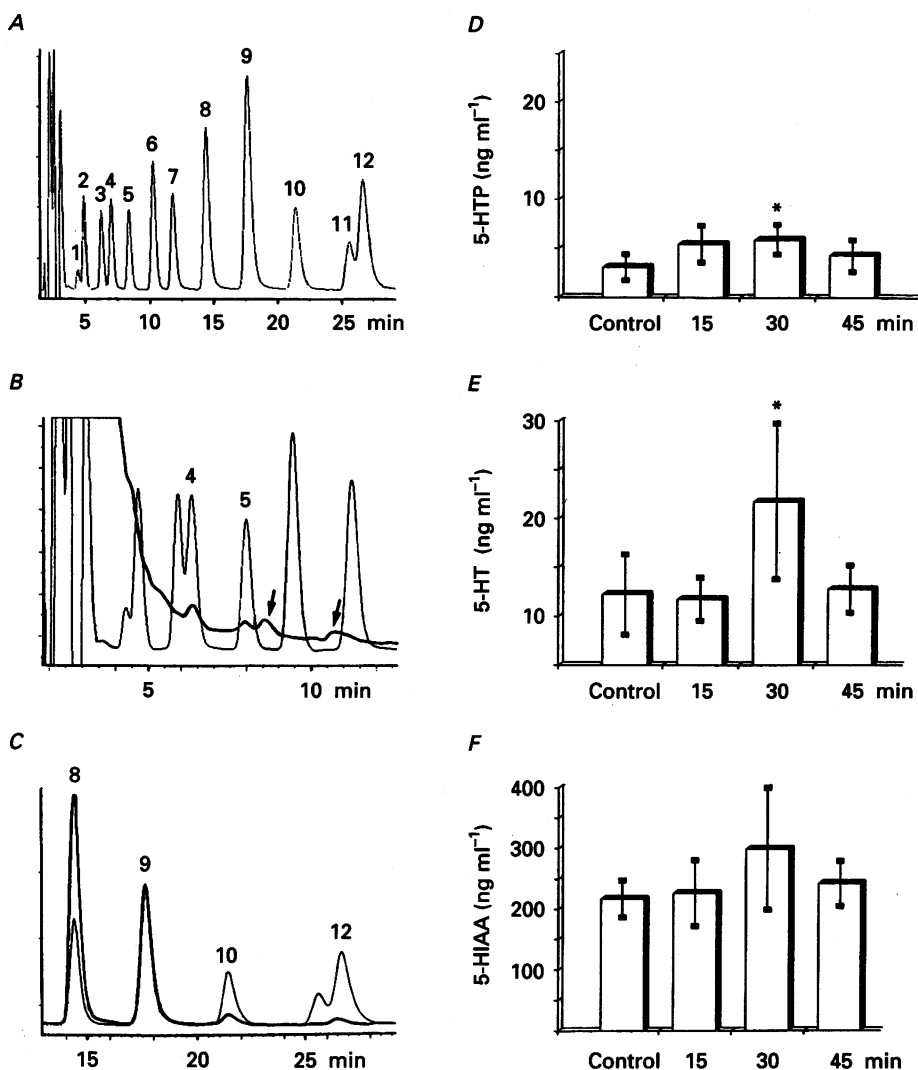 A
1 2 3 4 5 6 7 8 9 10 11 12
5 10 15 20 25 min
B
4 5
5 10 min
C
8 9 10 12
15 20 25 min
D
5-HTP (ng ml⁻¹)
20
10
*
Control 15 30 45 min
E
5-HT (ng ml⁻¹)
30
20
10
*
Control 15 30 45 min
F
5-HIAA (ng ml⁻¹)
400
300
200
100
Control 15 30 45 min